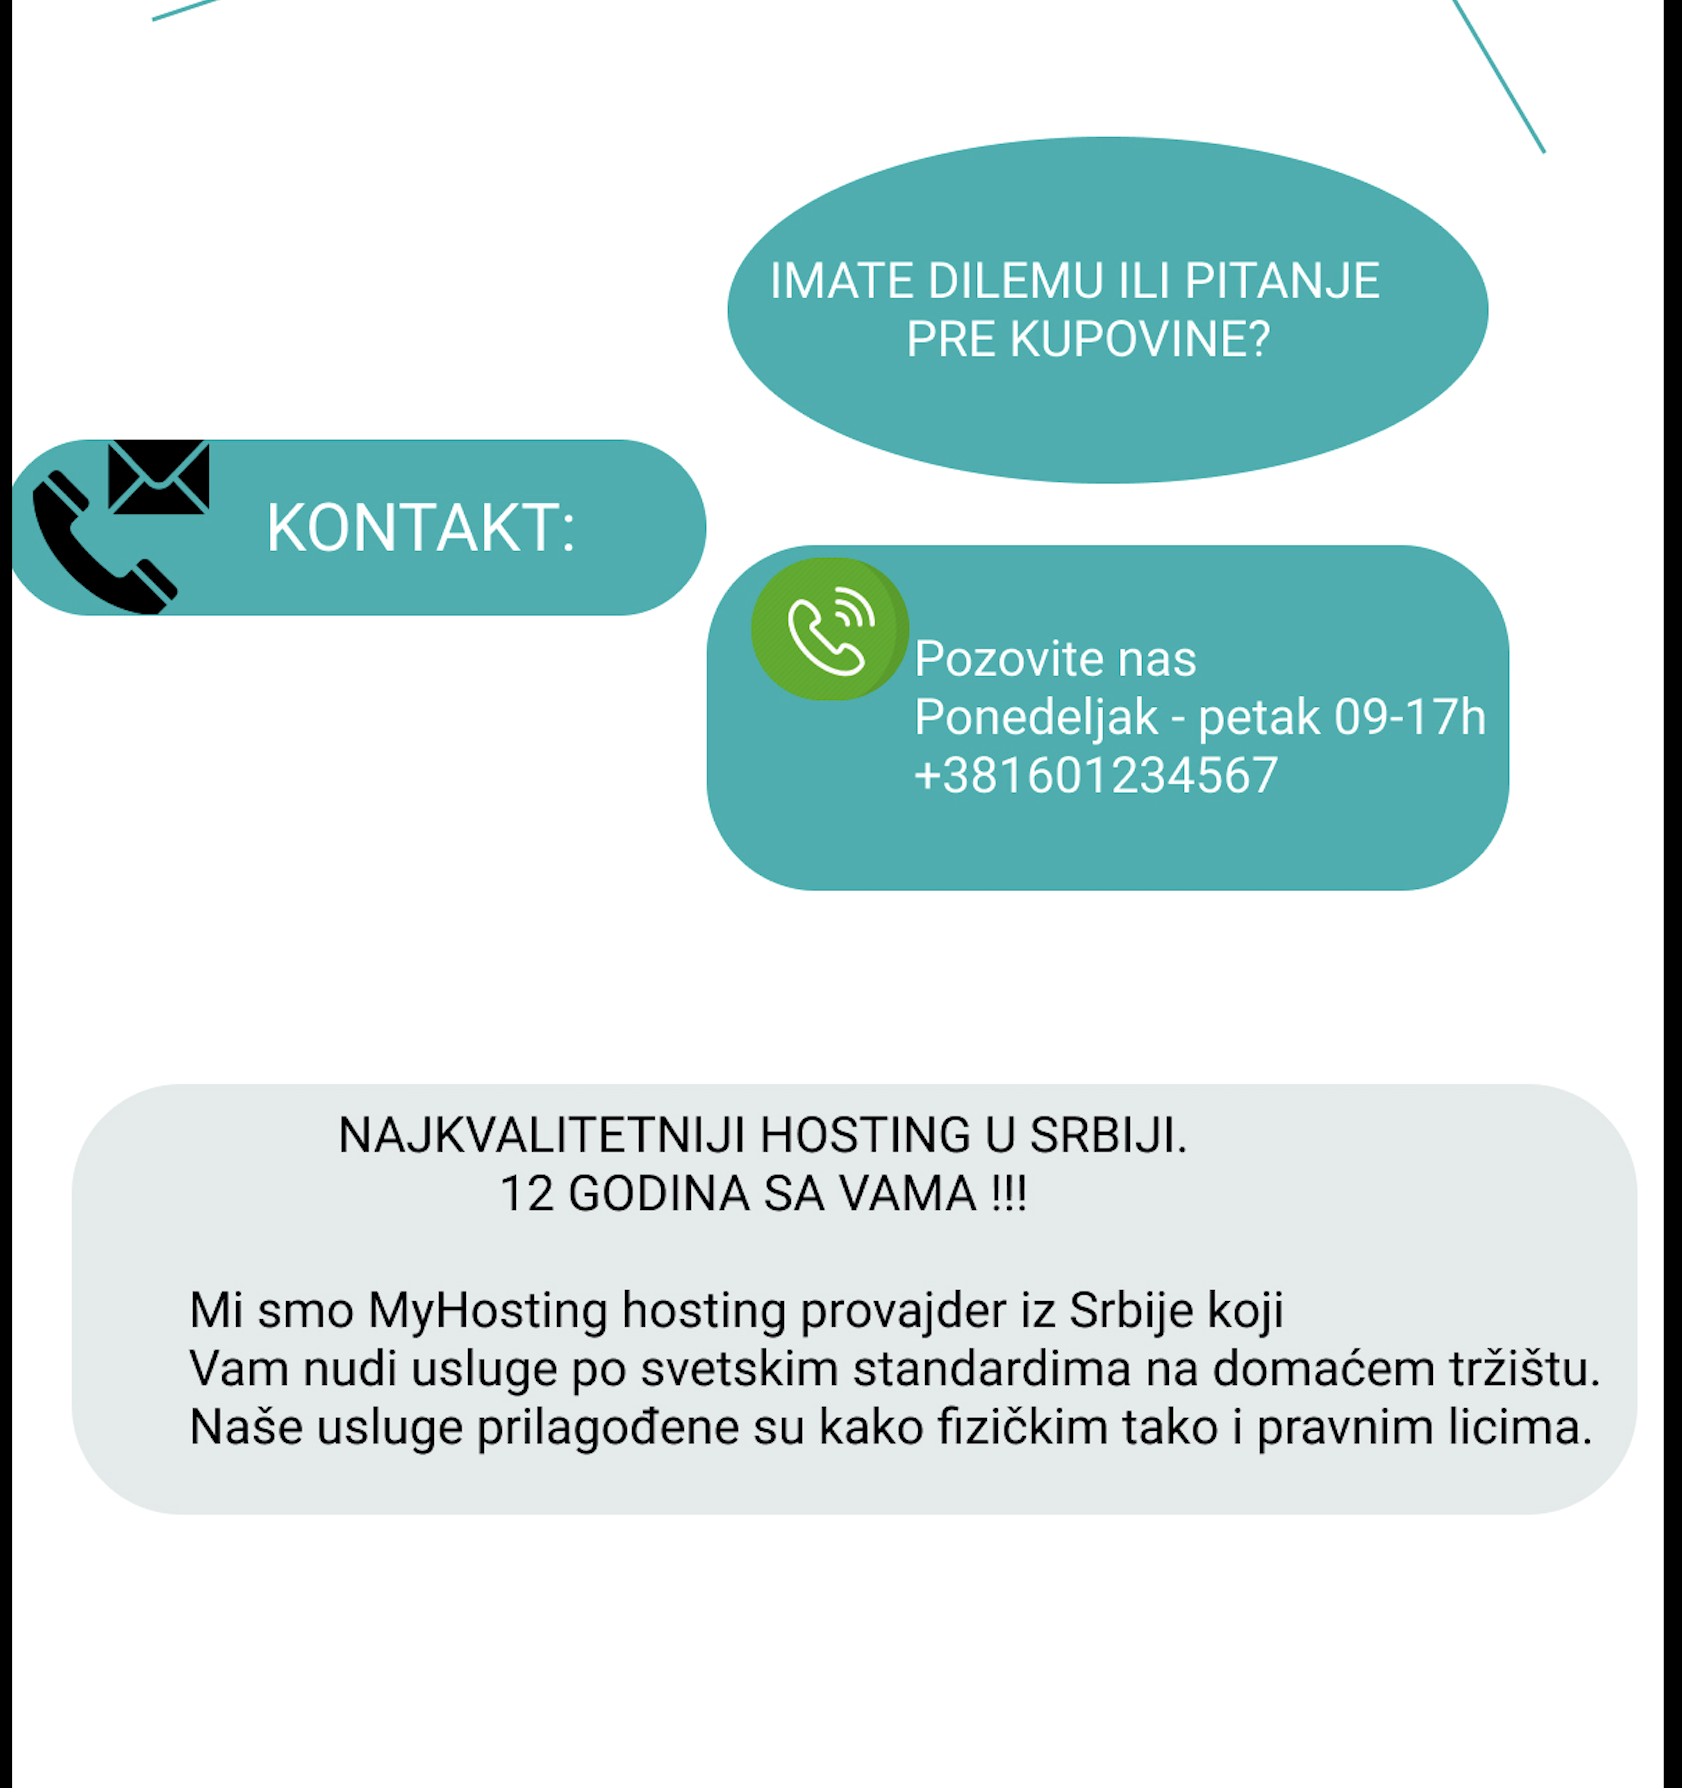 IMATE DILEMU ILI PITANJE
PRE KUPOVINE?
KONTAKT:
Pozovite nas
Ponedeljak - petak 09-17h
+381601234567
NAJKVALITETNIJI HOSTING U SRBIJI.
12 GODINA SA VAMA !!!
Mi smo MyHosting hosting provajder iz Srbije koji
Vam nudi usluge po svetskim standardima na domaćem tržištu.
Naše usluge prilagođene su kako fizičkim tako i pravnim licima.